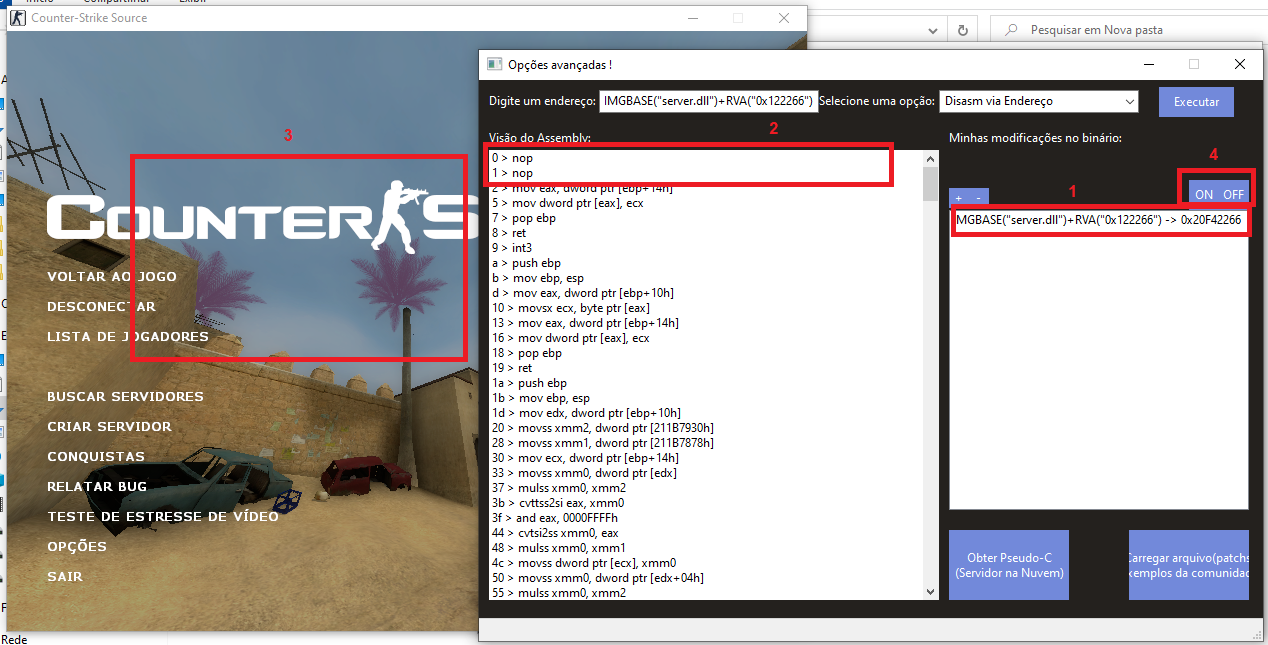 Início
Compartilhar
Exibir
Counter-Strike Source
Pesquisar em Nova pasta
Opções avançadas !
Digite um endereço: IMGBASE("server.dll")+RVA("0x122266") Selecione uma opção: Disasm via Endereço Executar
Visão do Assembly:
2
Minhas modificações no binário:
3
4
1
+ -
ON OFF
MGBASE("server.dll")+RVA("0x122266") -> 0x20F42266
COUNTER S
VOLTAR AO JOGO
DESCONECTAR
LISTA DE JOGADORES
BUSCAR SERVIDORES
CRIAR SERVIDOR
CONQUISTAS
RELATAR BUG
TESTE DE ESTRESSE DE VÍDEO
OPÇÕES
SAIR
0 > nop
1 > nop
2 > mov eax, dword ptr [ebp+14h]
5 > mov dword ptr [eax], ecx
7 > pop ebp
8 > ret
9 > int3
a > push ebp
b > mov ebp, esp
d > mov eax, dword ptr [ebp+10h]
10 > movsx ecx, byte ptr [eax]
13 > mov eax, dword ptr [ebp+14h]
16 > mov dword ptr [eax], ecx
18 > pop ebp
19 > ret
1a > push ebp
1b > mov ebp, esp
1d > mov edx, dword ptr [ebp+10h]
20 > movss xmm2, dword ptr [211B7930h]
28 > movss xmm1, dword ptr [211B7878h]
30 > mov ecx, dword ptr [ebp+14h]
33 > movss xmm0, dword ptr [edx]
37 > mulss xmm0, xmm2
3b > cvttss2si eax, xmm0
3f > and eax, 0000FFFFh
44 > cvtsi2ss xmm0, eax
48 > mulss xmm0, xmm1
4c > movss dword ptr [ecx], xmm0
50 > movss xmm0, dword ptr [edx+04h]
55 > mulss xmm0, xmm2
Obter Pseudo-C
(Servidor na Nuvem)
Carregar arquivo(patchs
xemplos da comunidad
Rede